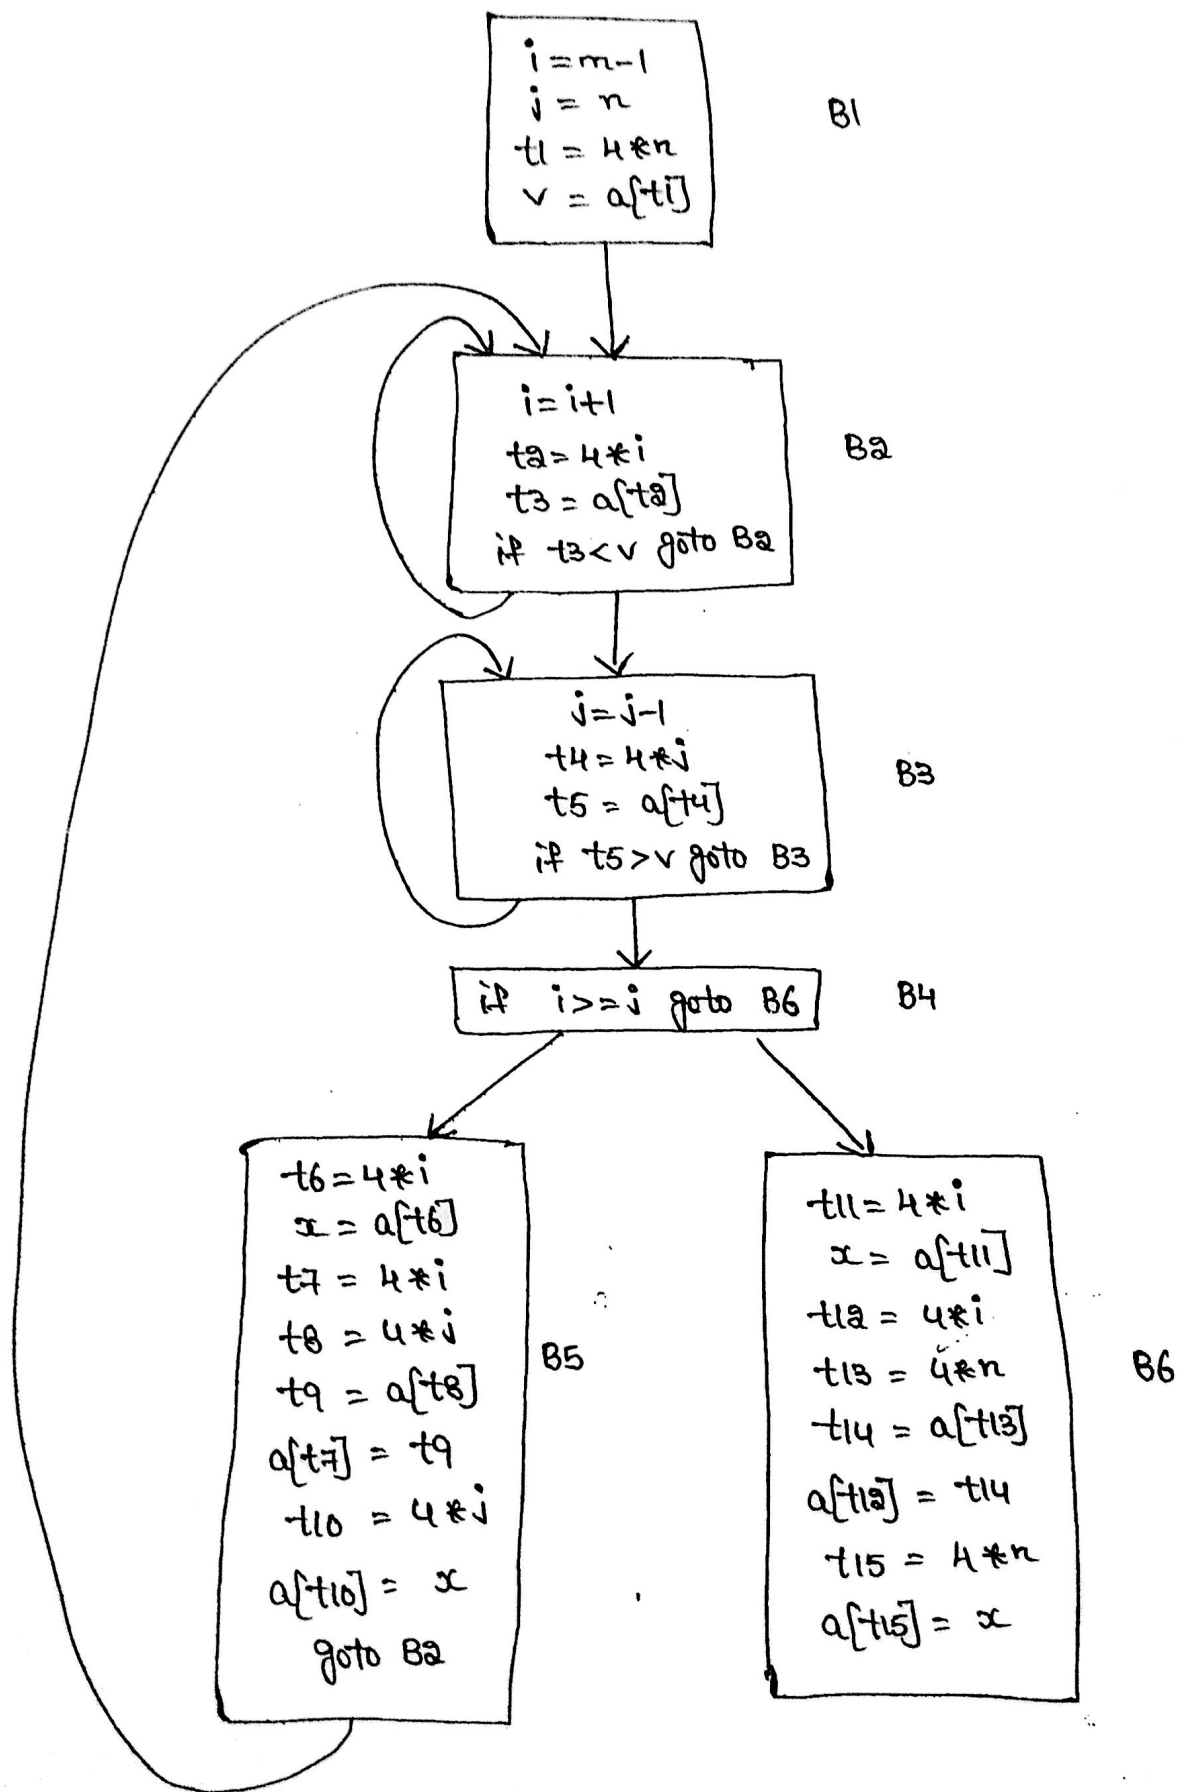 i=m-1
j = n
t1 = 4*n
v = a[t1]
B1
i=i+1
t2=4*i
t3 = a[t2]
if t3<v goto B2
B2
j=j-1
t4=4*j
t5 = a[t4]
if t5>v goto B3
B3
if i>=j goto B6
B4
t6=4*i
x = a[t6]
t7 = 4*i
t8 = 4*j
t9 = a[t8]
a[t7] = t9
t10 = 4*j
a[t10] = x
goto B2
B5
t11= 4*i
x = a[t11]
t12 = 4*i
t13 = 4*n
t14 = a[t13]
a[t12] = t14
t15 = 4*n
a[t15] = x
B6